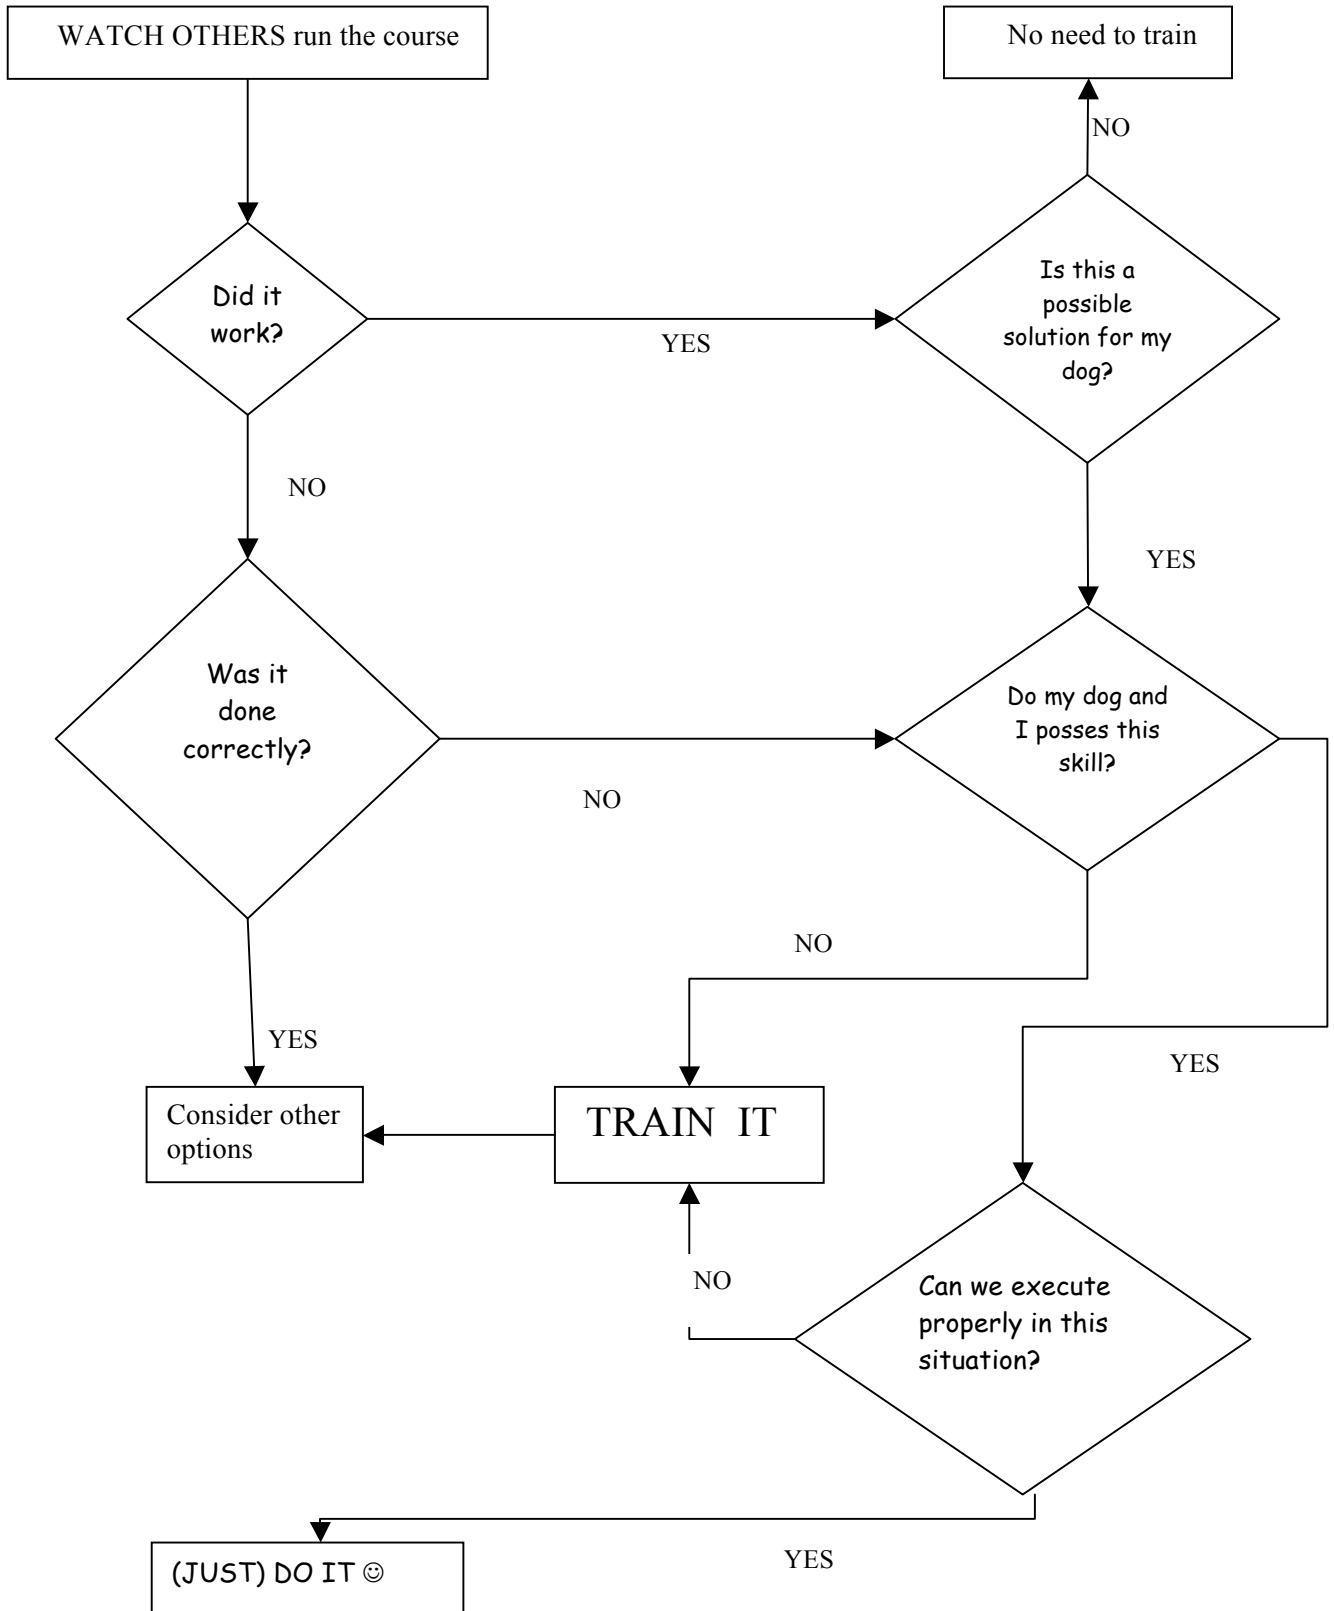 WATCH OTHERS run the course
No need to train
NO
Did it
work?
YES
Is this a
possible
solution for my
dog?
NO
YES
Was it
done
correctly?
NO
Do my dog and
I posses this
skill?
NO
YES
YES
Consider other
options
TRAIN IT
NO
Can we execute
properly in this
situation?
YES
(JUST) DO IT ☺